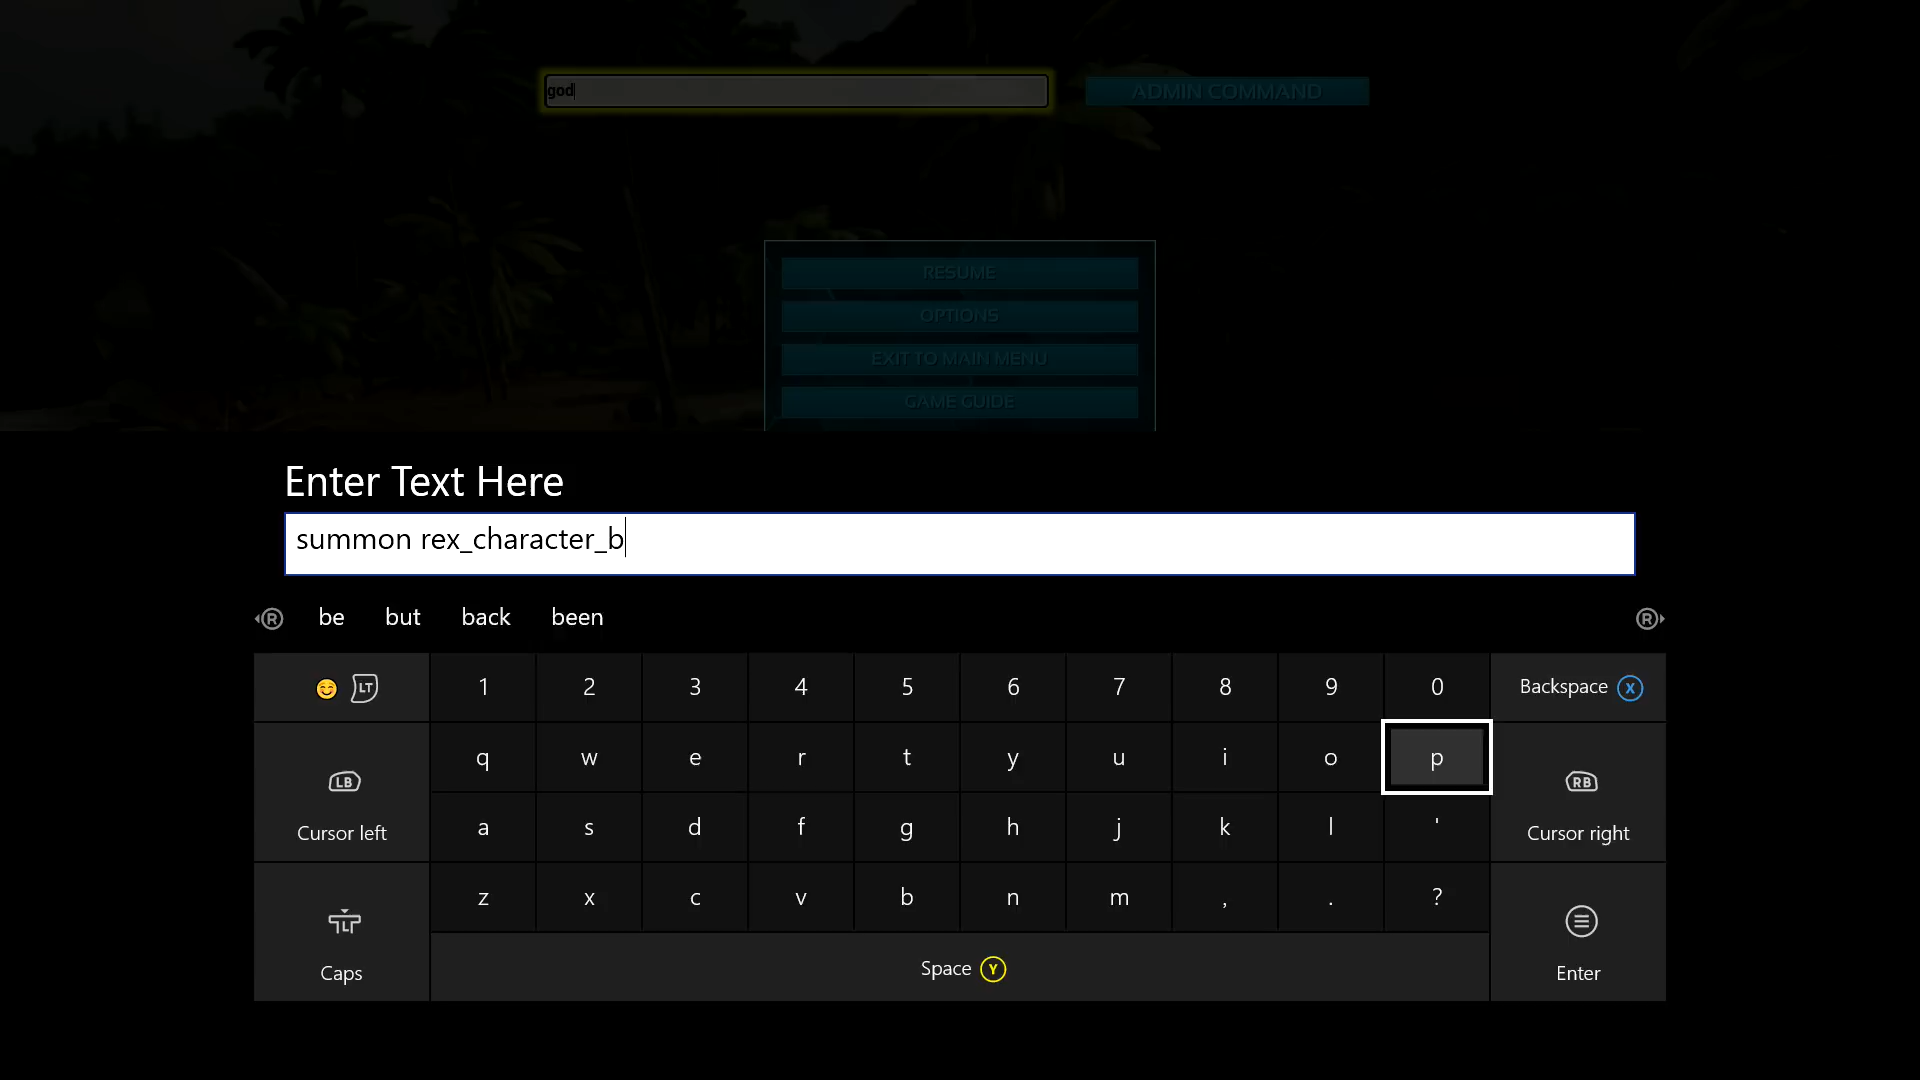 god
ADMIN COMMAND
RESUME
OPTIONS
EXIT TO MAIN MENU
GAME GUIDE
Enter Text Here
summon rex_character_b
R be but back been R
😊 LT 1 2 3 4 5 6 7 8 9 0 Backspace X
q w e r t y u i o p
LB RB
Cursor left a s d f g h j k l ' Cursor right
z x c v b n m , . ?
Caps Space Y Enter